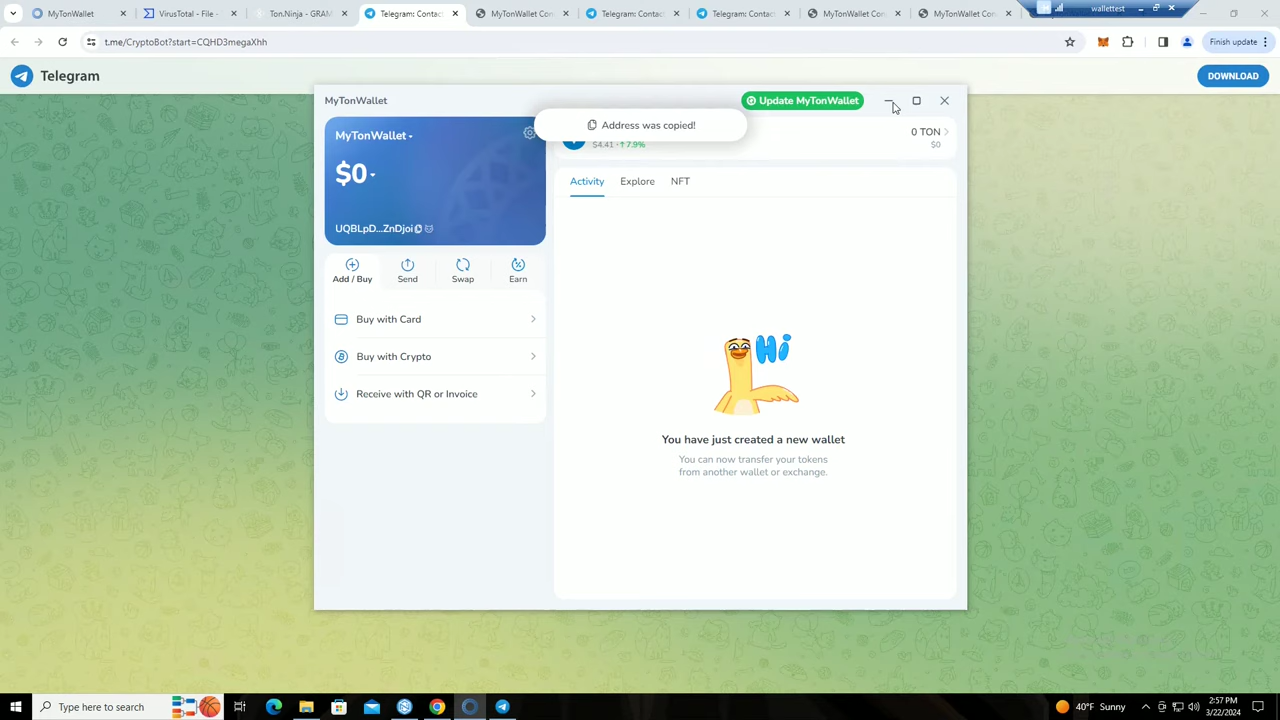 MyTonWallet
VirusTotal - File -
Ton.Ninja - GRAM
Telegram: Contac
MyTonWallet Con
Telegram: Contac
Telegram: Contac
MyTonWallet Con
MyTonWallet Con
wallettest
t.me/CryptoBot?start=CQHD3megaXhh
Finish update
Telegram
DOWNLOAD
MyTonWallet
Update MyTonWallet
Address was copied!
MyTonWallet
$0
UQBLpD...ZnDjoi
$4.41 · ↑ 7.9%
0 TON
$0
Activity
Explore
NFT
Add / Buy
Send
Swap
Earn
Buy with Card
Buy with Crypto
Receive with QR or Invoice
Hi
You have just created a new wallet
You can now transfer your tokens
from another wallet or exchange.
Type here to search
40°F Sunny
2:57 PM
3/22/2024